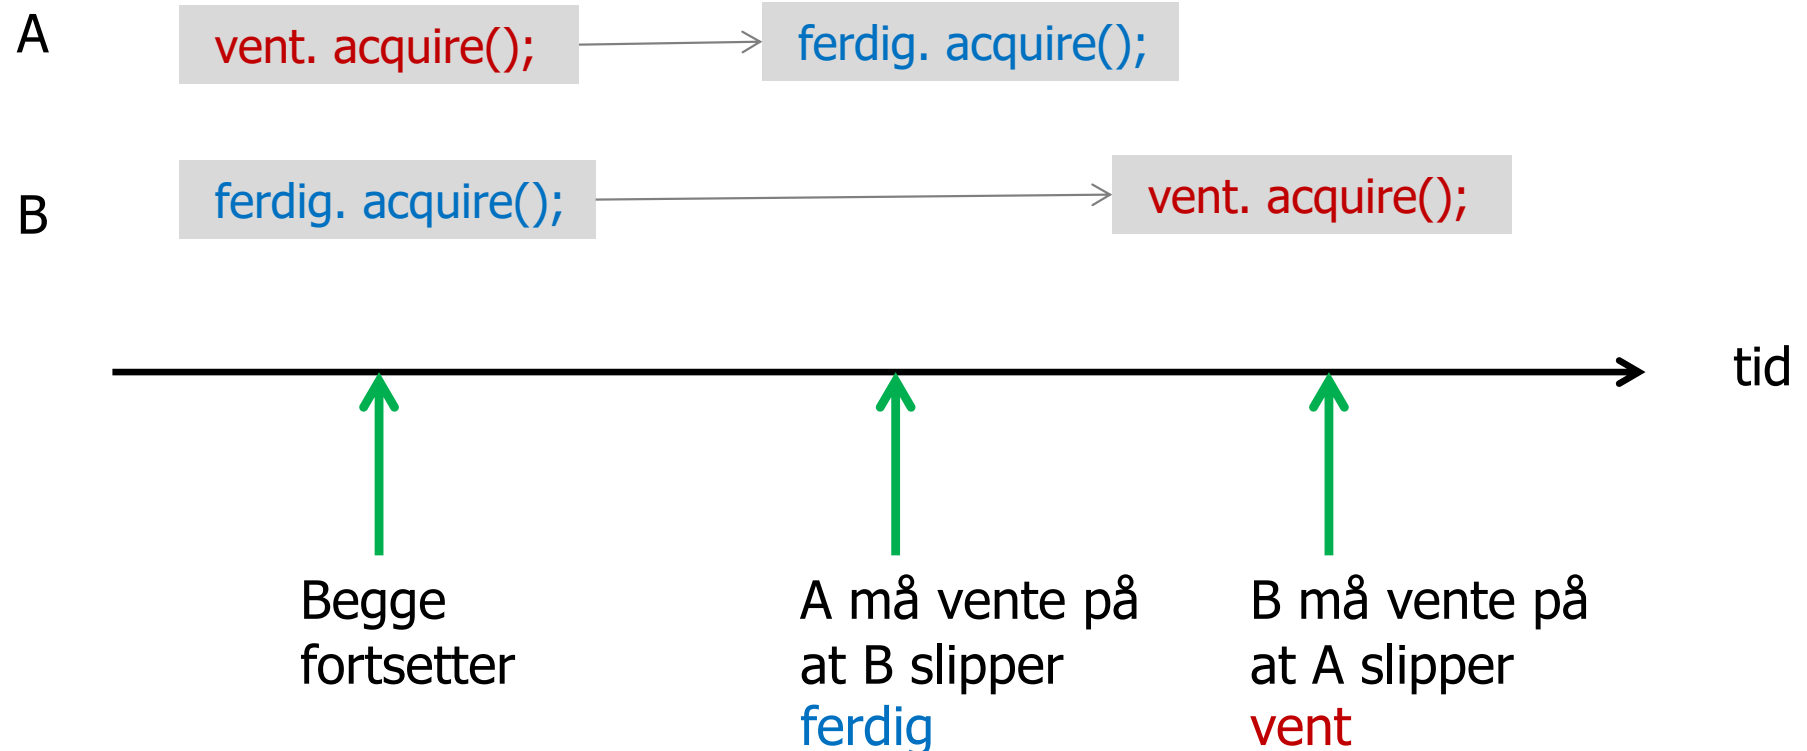 A
vent. acquire();
ferdig. acquire();
B
ferdig. acquire();
vent. acquire();
tid
Begge
fortsetter
A må vente på
at B slipper
ferdig
B må vente på
at A slipper
vent